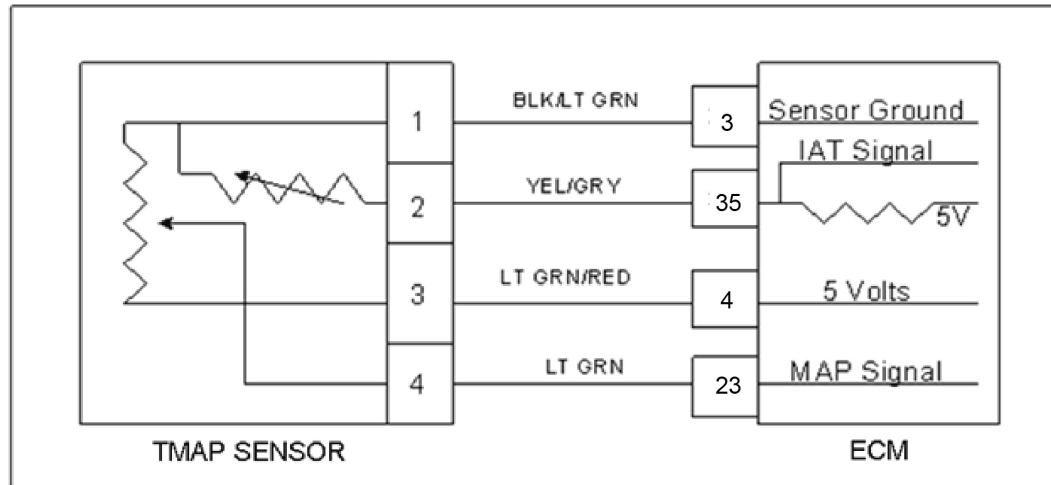 1 BLK/LT GRN 3 Sensor Ground
IAT Signal
2 YEL/GRY 35 5V
3 LT GRN/RED 4 5 Volts
4 LT GRN 23 MAP Signal
TMAP SENSOR ECM